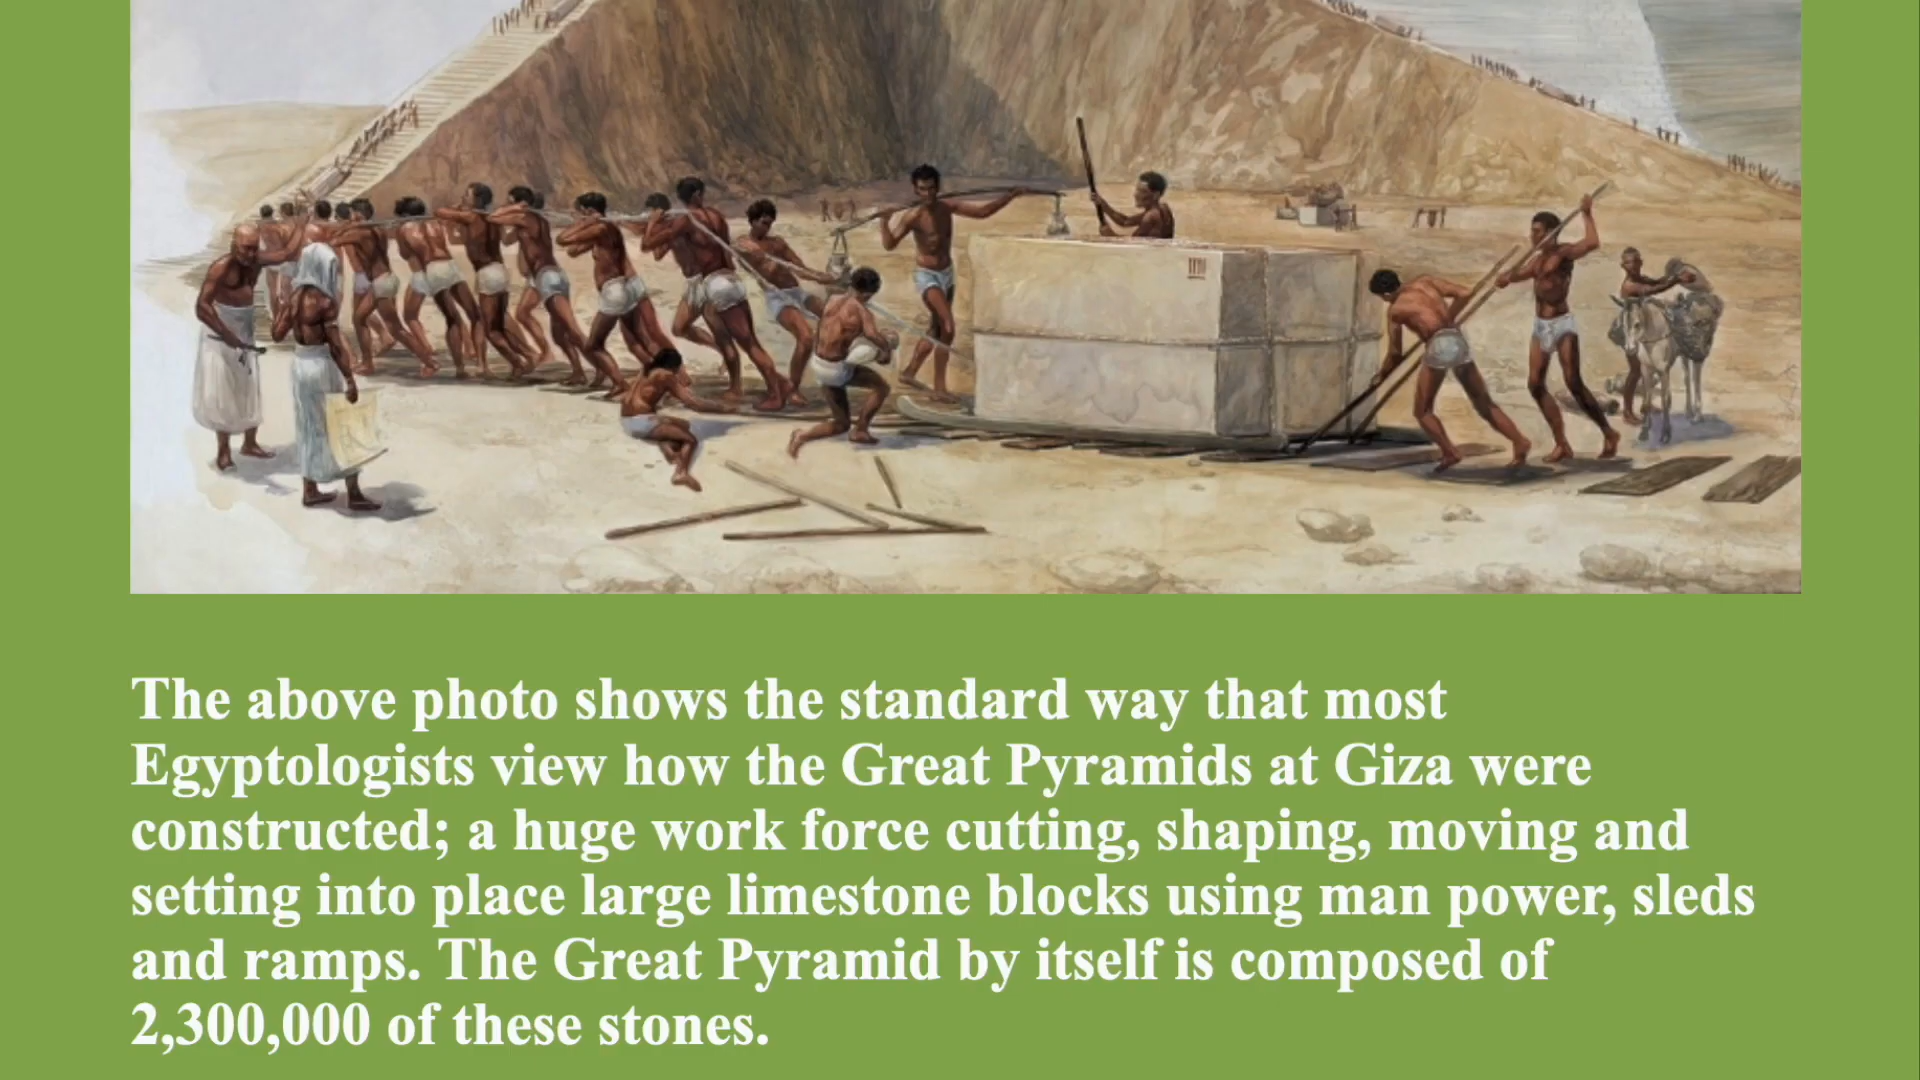 The above photo shows the standard way that most
Egyptologists view how the Great Pyramids at Giza were
constructed; a huge work force cutting, shaping, moving and
setting into place large limestone blocks using man power, sleds
and ramps. The Great Pyramid by itself is composed of
2,300,000 of these stones.